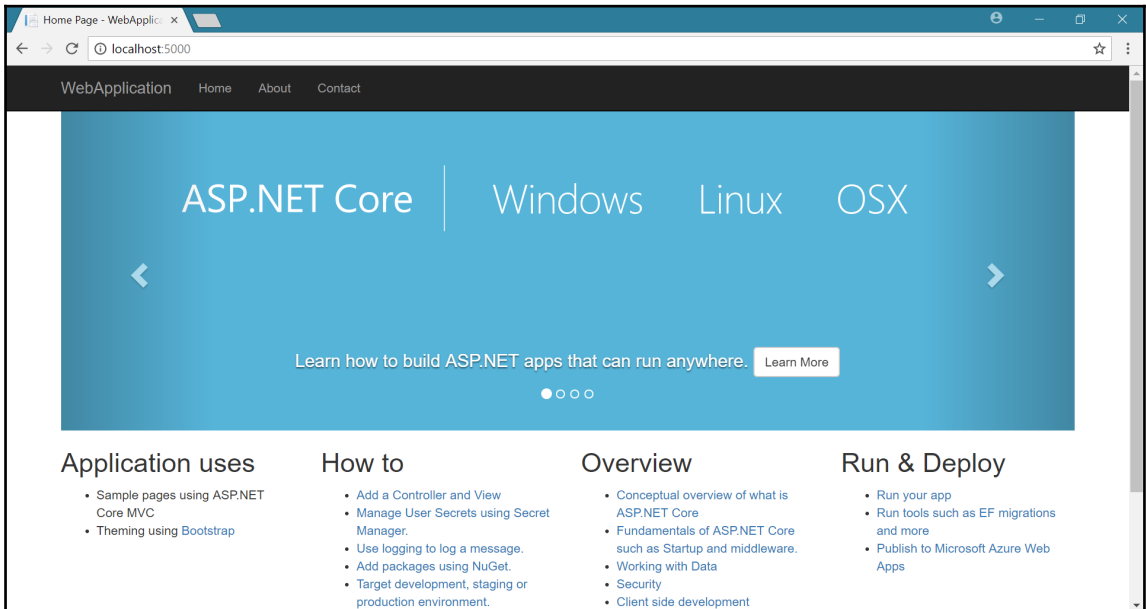 Home Page - WebApplic
localhost:5000
WebApplication Home About Contact
ASP.NET Core Windows Linux OSX
Learn how to build ASP.NET apps that can run anywhere. Learn More
Application uses
Sample pages using ASP.NET
Core MVC
Theming using Bootstrap
How to
Add a Controller and View
Manage User Secrets using Secret
Manager.
Use logging to log a message.
Add packages using NuGet.
Target development, staging or
production environment.
Overview
Conceptual overview of what is
ASP.NET Core
Fundamentals of ASP.NET Core
such as Startup and middleware.
Working with Data
Security
Client side development
Run & Deploy
Run your app
Run tools such as EF migrations
and more
Publish to Microsoft Azure Web
Apps